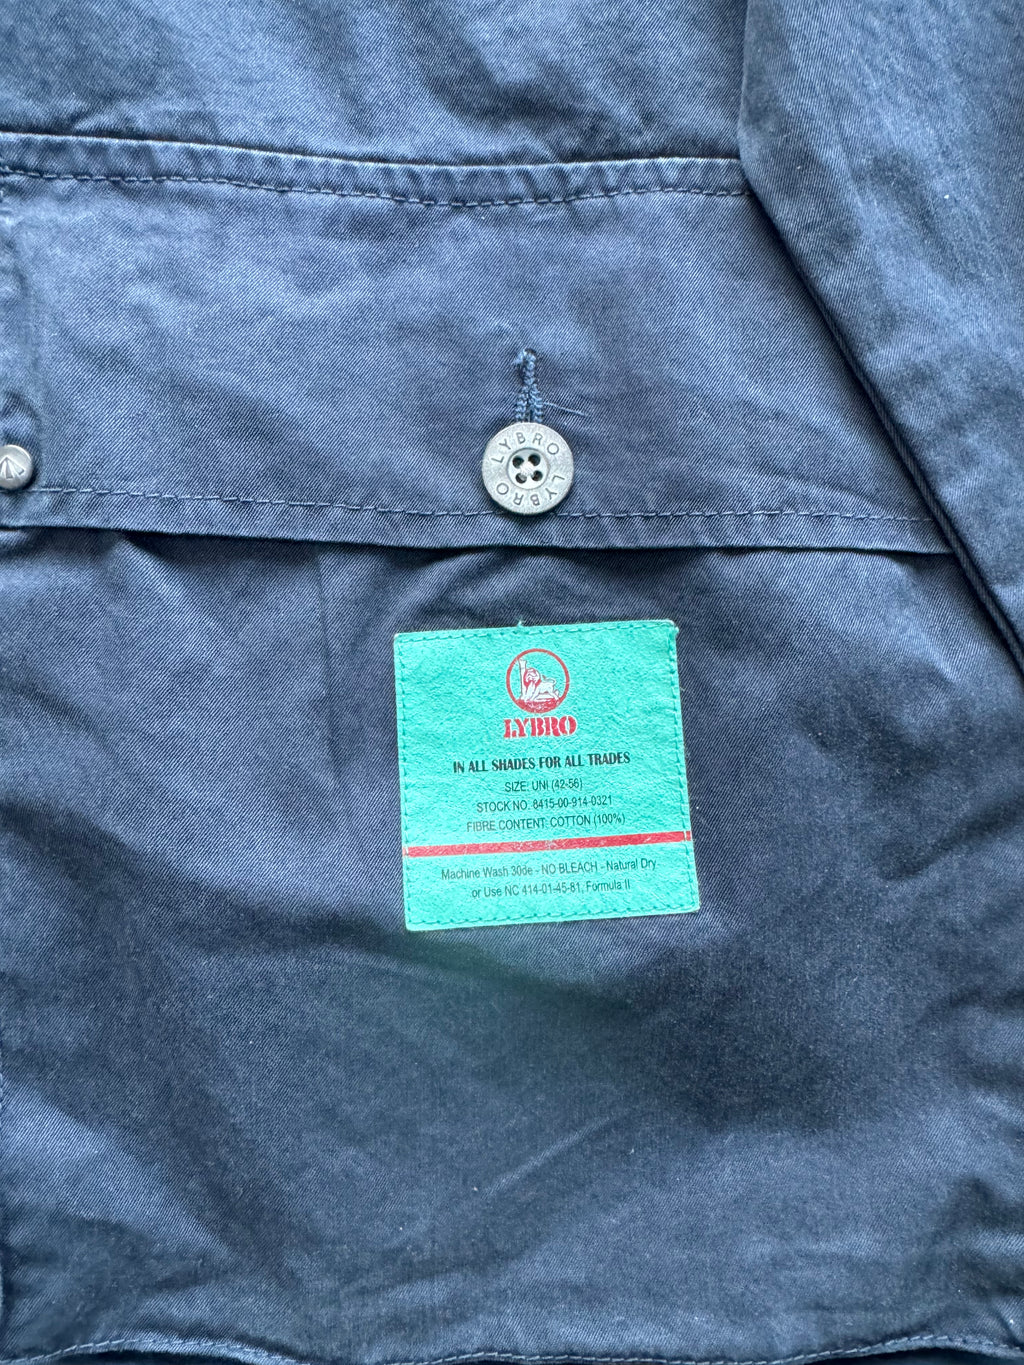 LYBRO LYBRO
LYBRO
IN ALL SHADES FOR ALL TRADES
SIZE: UNI (42-56)
STOCK NO. 8415-00-914-0321
FIBRE CONTENT: COTTON (100%)
Machine Wash 30de - NO BLEACH - Natural Dry
or Use NC 414-01-45-81, Formula II